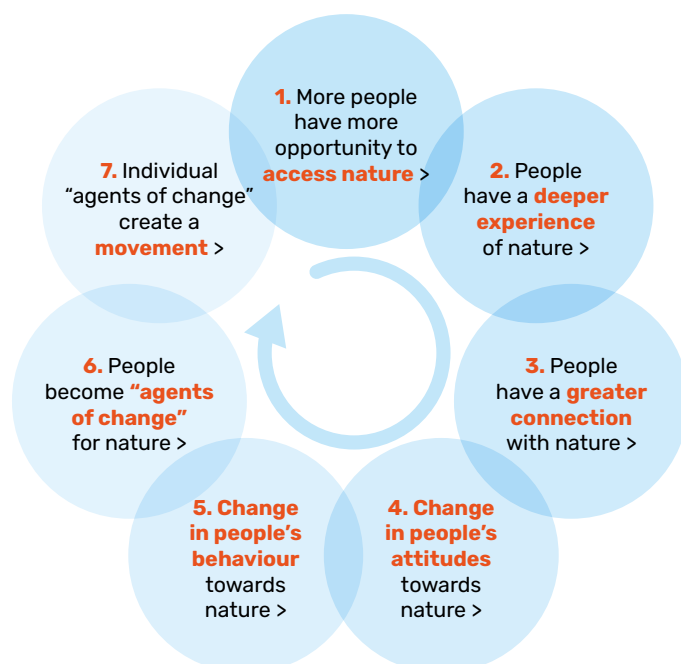 1. More people
have more
opportunity to
access nature >
2. People
have a deeper
experience
of nature >
3. People
have a greater
connection
with nature >
4. Change
in people’s
attitudes
towards
nature >
5. Change
in people’s
behaviour
towards
nature >
6. People
become “agents
of change”
for nature >
7. Individual
“agents of change”
create a
movement >